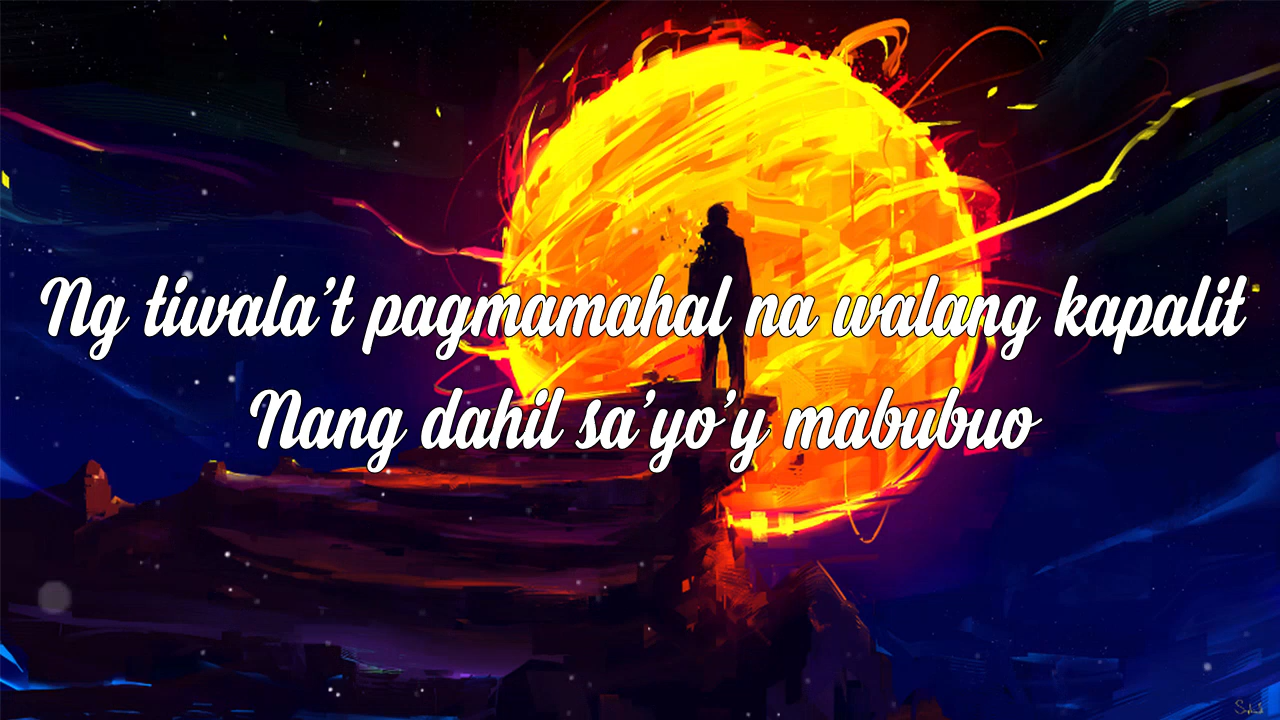 Ng tiwala’t pagmamahal na walang kapalit
Nang dahil sa’yo’y mabubuo